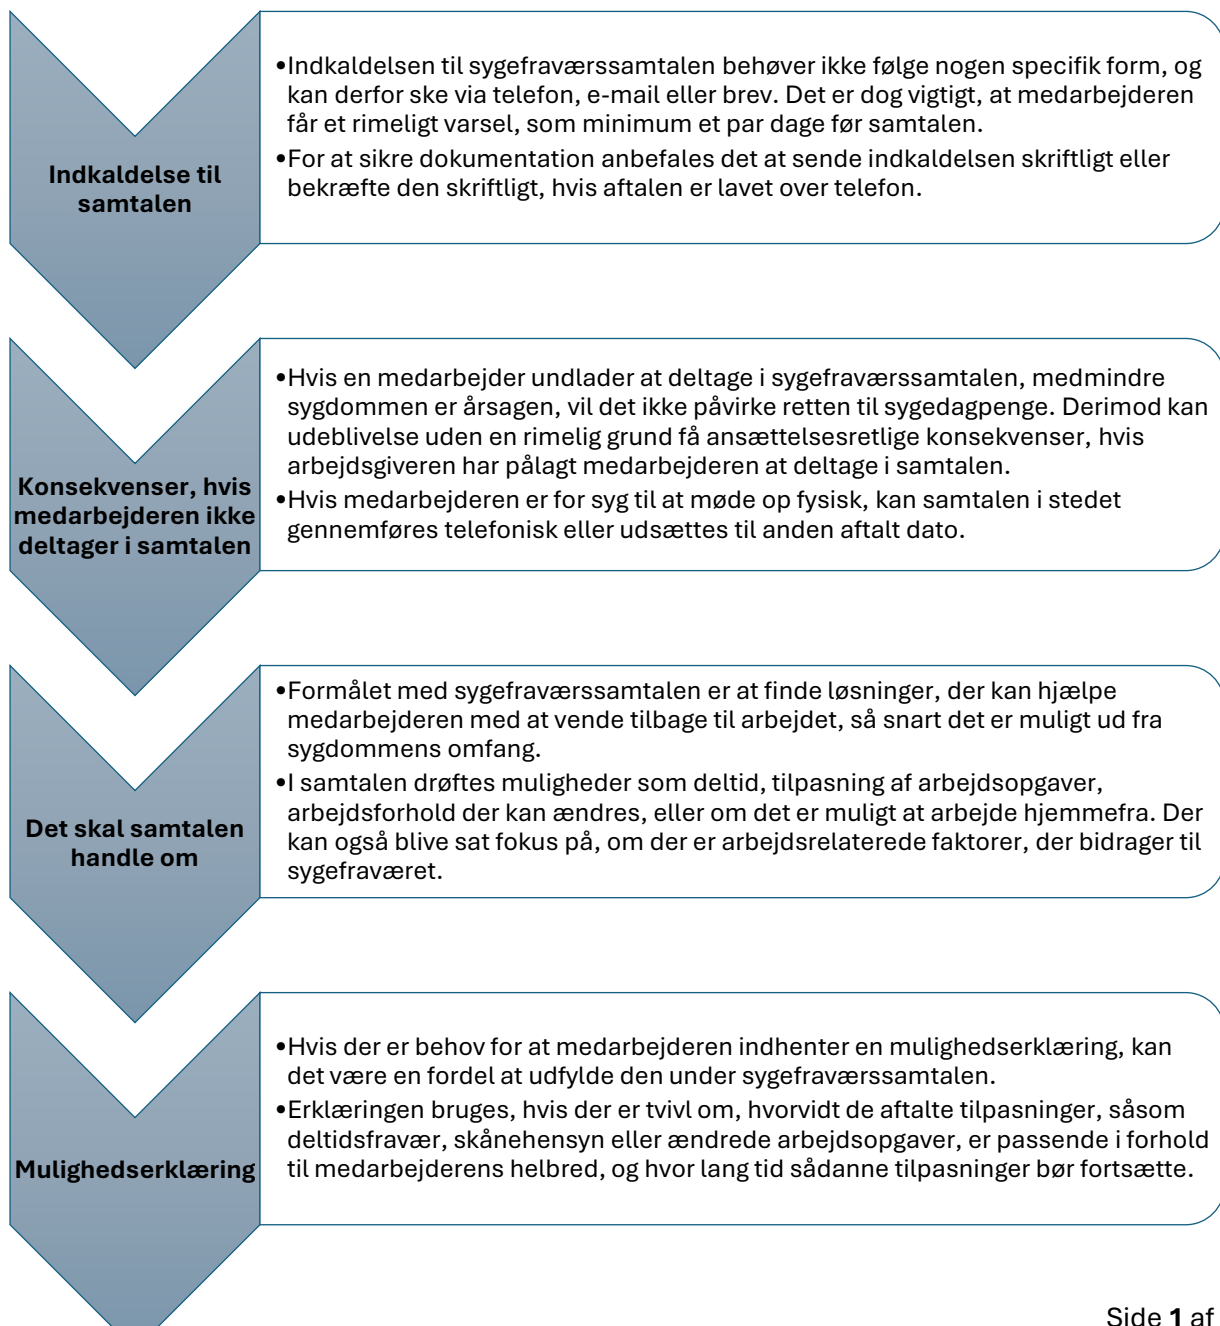 Indkaldelse til
samtalen
•Indkaldelsen til sygefraværssamtalen behøver ikke følge nogen specifik form, og
kan derfor ske via telefon, e-mail eller brev. Det er dog vigtigt, at medarbejderen
får et rimeligt varsel, som minimum et par dage før samtalen.
•For at sikre dokumentation anbefales det at sende indkaldelsen skriftligt eller
bekræfte den skriftligt, hvis aftalen er lavet over telefon.
Konsekvenser, hvis
medarbejderen ikke
deltager i samtalen
•Hvis en medarbejder undlader at deltage i sygefraværssamtalen, medmindre
sygdommen er årsagen, vil det ikke påvirke retten til sygedagpenge. Derimod kan
udeblivelse uden en rimelig grund få ansættelsesretlige konsekvenser, hvis
arbejdsgiveren har pålagt medarbejderen at deltage i samtalen.
•Hvis medarbejderen er for syg til at møde op fysisk, kan samtalen i stedet
gennemføres telefonisk eller udsættes til anden aftalt dato.
Det skal samtalen
handle om
•Formålet med sygefraværssamtalen er at finde løsninger, der kan hjælpe
medarbejderen med at vende tilbage til arbejdet, så snart det er muligt ud fra
sygdommens omfang.
•I samtalen drøftes muligheder som deltid, tilpasning af arbejdsopgaver,
arbejdsforhold der kan ændres, eller om det er muligt at arbejde hjemmefra. Der
kan også blive sat fokus på, om der er arbejdsrelaterede faktorer, der bidrager til
sygefraværet.
Mulighedserklæring
•Hvis der er behov for at medarbejderen indhenter en mulighedserklæring, kan
det være en fordel at udfylde den under sygefraværssamtalen.
•Erklæringen bruges, hvis der er tvivl om, hvorvidt de aftalte tilpasninger, såsom
deltidsfravær, skånehensyn eller ændrede arbejdsopgaver, er passende i forhold
til medarbejderens helbred, og hvor lang tid sådanne tilpasninger bør fortsætte.
Side 1 af